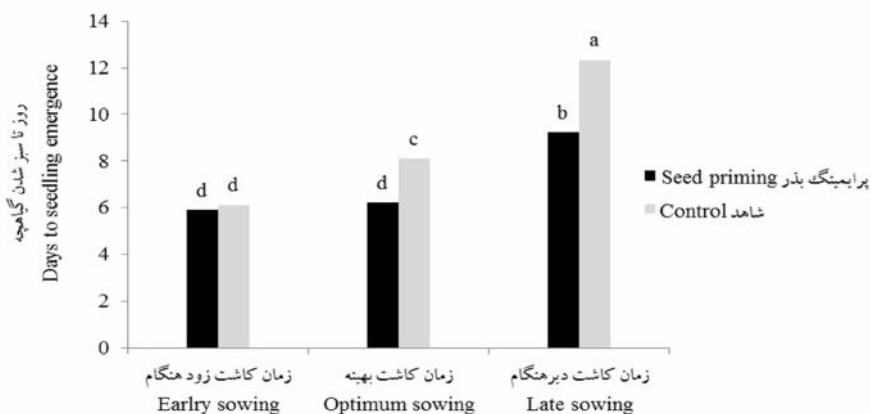 روز تا سبز شدن گیاهچه
Days to seedling emergence
14
12
10
8
6
4
2
0
d
d
d
c
b
a
پرایمینگ بذر Seed priming
شاهد Control
زمان کاشت زود هنگام
Earlry sowing
زمان کاشت بهینه
Optimum sowing
زمان کاشت دیرهنگام
Late sowing